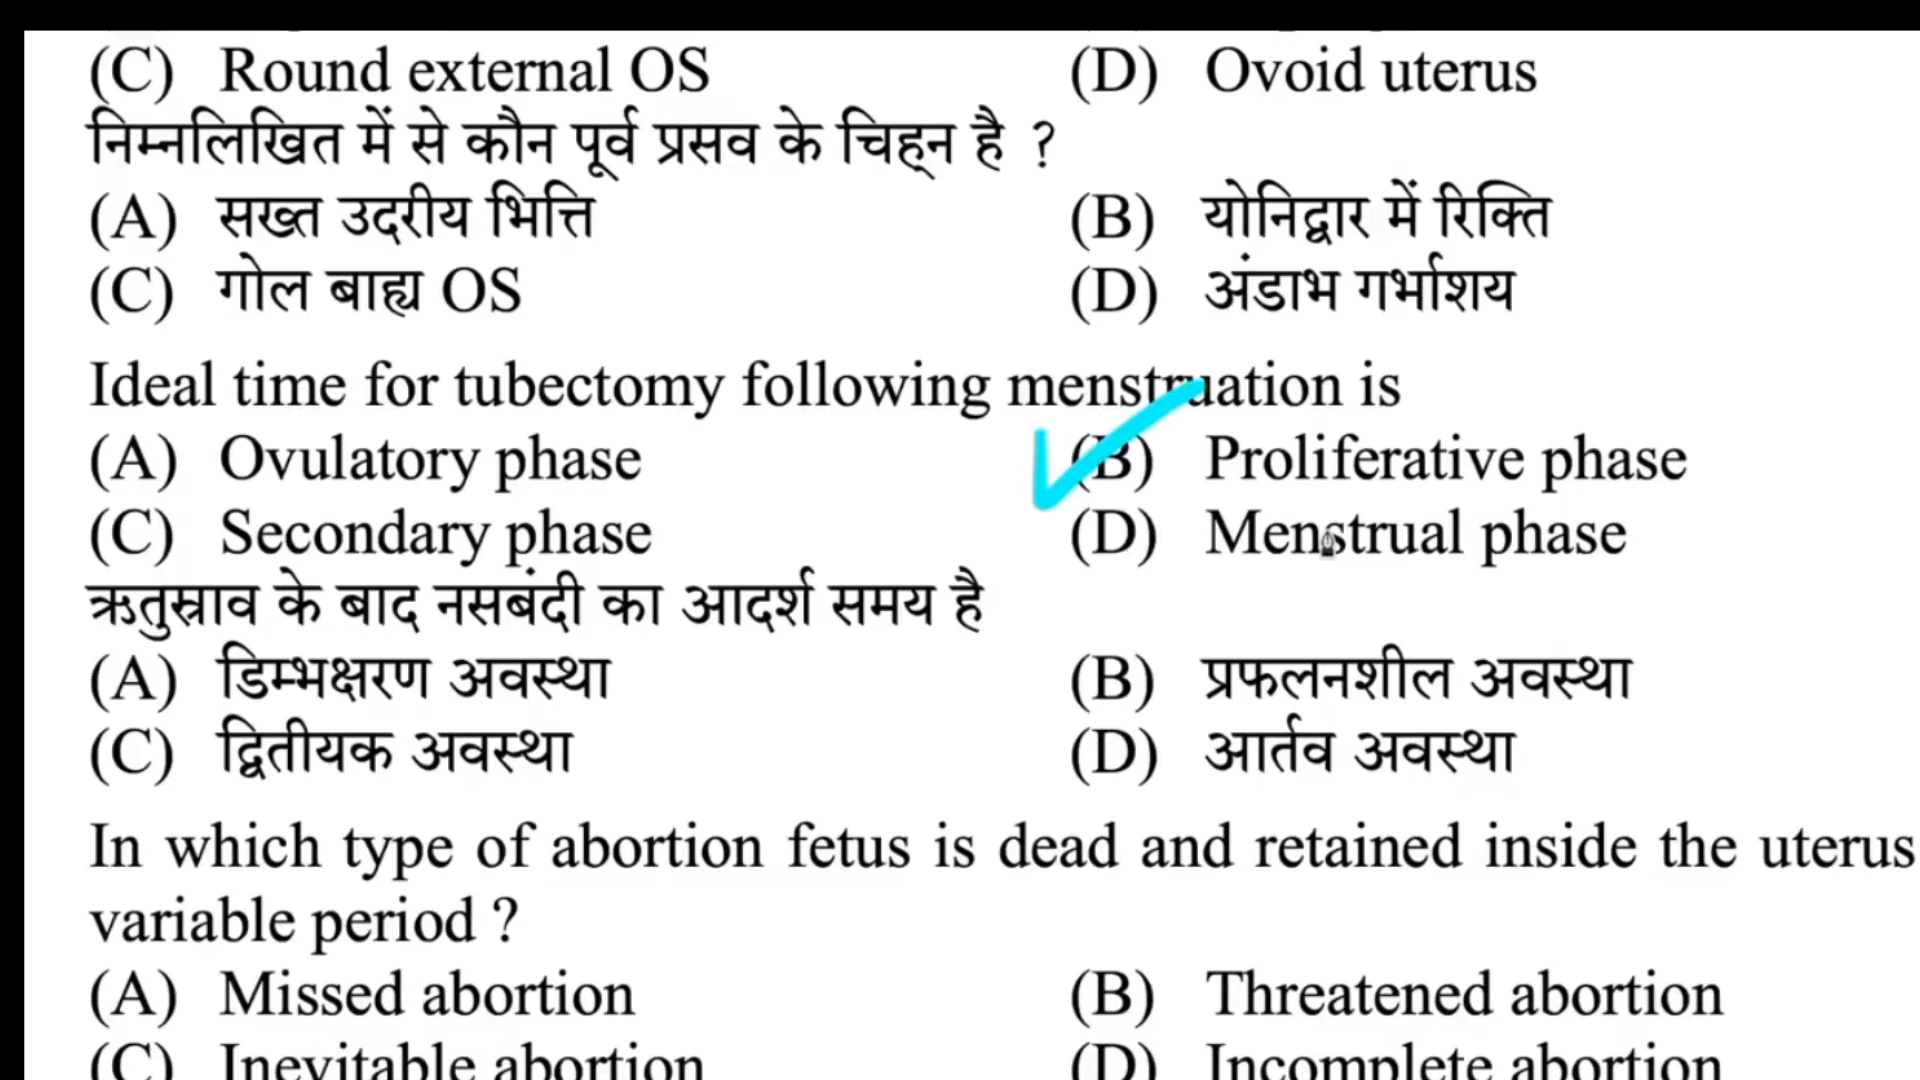 (C) Round external OS (D) Ovoid uterus
निम्नलिखित में से कौन पूर्व प्रसव के चिह्न है ?
(A) सख्त उदरीय भित्ति (B) योनिद्वार में रिक्ति
(C) गोल बाह्य OS (D) अंडाभ गर्भाशय
Ideal time for tubectomy following menstruation is
(A) Ovulatory phase (B) Proliferative phase
(C) Secondary phase (D) Menstrual phase
ऋतुस्राव के बाद नसबंदी का आदर्श समय है
(A) डिम्भक्षरण अवस्था (B) प्रफलनशील अवस्था
(C) द्वितीयक अवस्था (D) आर्तव अवस्था
In which type of abortion fetus is dead and retained inside the uterus
variable period ?
(A) Missed abortion (B) Threatened abortion
(C) Inevitable abortion (D) Incomplete abortion